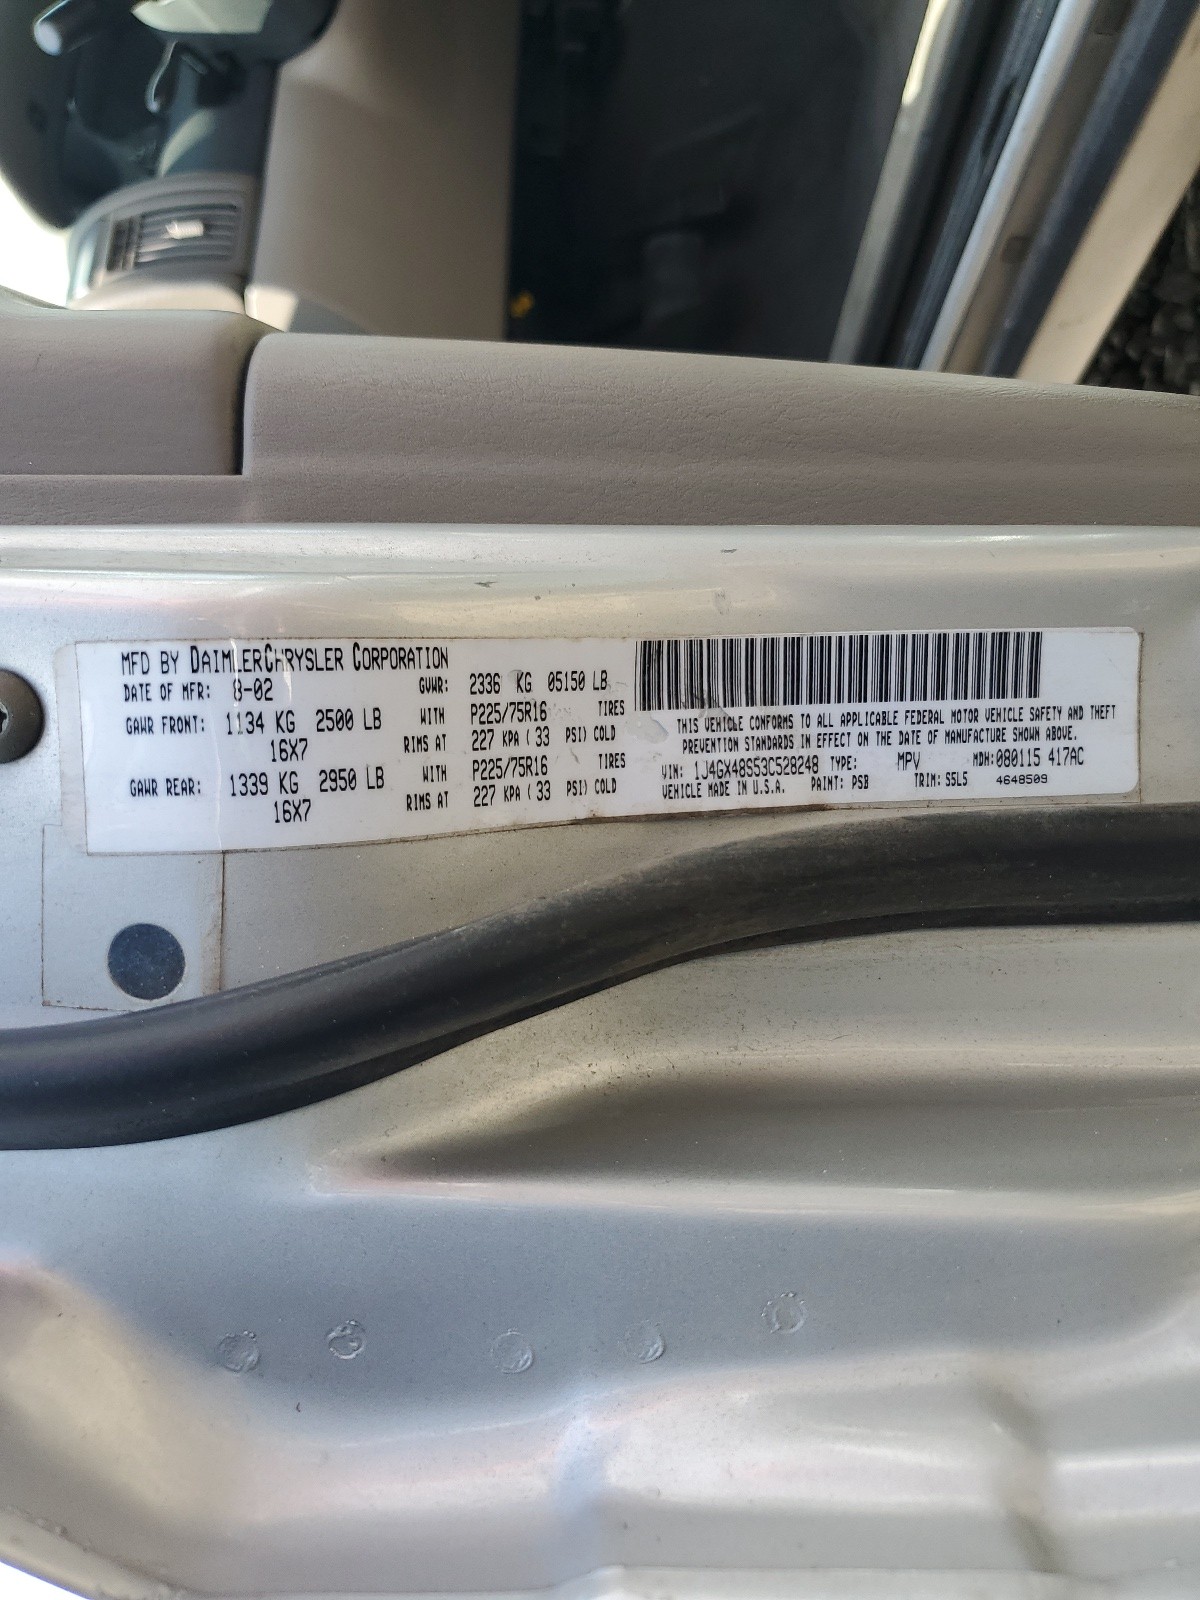 MFD BY DAIMLERCHRYSLER CORPORATION
DATE OF MFR: 8-02 GVWR: 2336 KG 05150 LB
GAWR FRONT: 1134 KG 2500 LB WITH P225/75R16 TIRES
16X7 RIMS AT 227 KPA ( 33 PSI) COLD
GAWR REAR: 1339 KG 2950 LB WITH P225/75R16 TIRES
16X7 RIMS AT 227 KPA ( 33 PSI) COLD
THIS VEHICLE CONFORMS TO ALL APPLICABLE FEDERAL MOTOR VEHICLE SAFETY AND THEFT
PREVENTION STANDARDS IN EFFECT ON THE DATE OF MANUFACTURE SHOWN ABOVE.
VIN: 1J4GX48S53C528248 TYPE: MPV MDH: 080115 417AC
VEHICLE MADE IN U.S.A. PAINT: PSB TRIM: S5L5 4648509